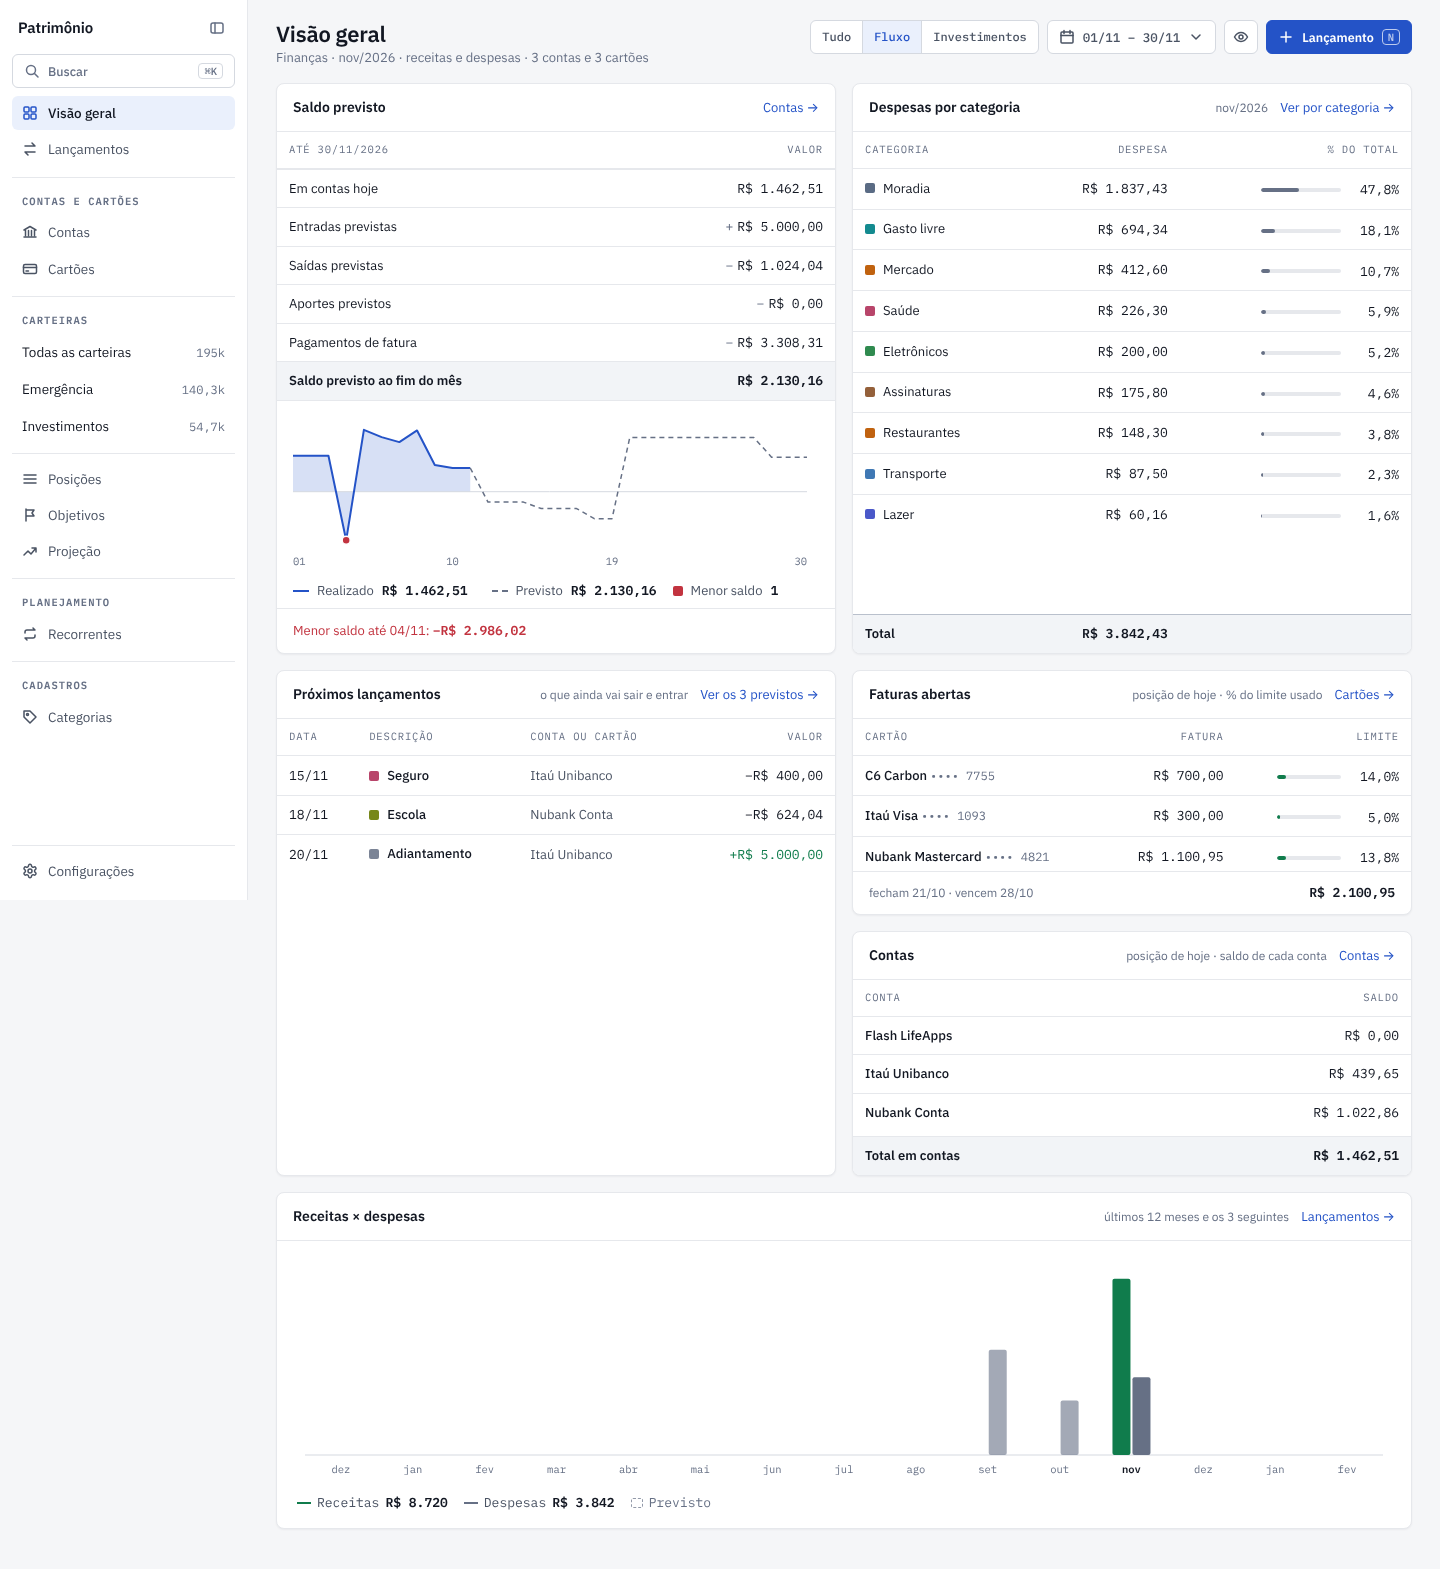 Patrimônio
Buscar ⌘K
Visão geral
Lançamentos
CONTAS E CARTÕES
Contas
Cartões
CARTEIRAS
Todas as carteiras 195k
Emergência 140,3k
Investimentos 54,7k
Posições
Objetivos
Projeção
PLANEJAMENTO
Recorrentes
CADASTROS
Categorias
Configurações
Visão geral
Finanças · nov/2026 · receitas e despesas · 3 contas e 3 cartões
Tudo Fluxo Investimentos 01/11 – 30/11 Lançamento N
Saldo previsto Contas →
ATÉ 30/11/2026 VALOR
Em contas hoje R$ 1.462,51
Entradas previstas + R$ 5.000,00
Saídas previstas – R$ 1.024,04
Aportes previstos – R$ 0,00
Pagamentos de fatura – R$ 3.308,31
Saldo previsto ao fim do mês R$ 2.130,16
01 10 19 30
Realizado R$ 1.462,51 Previsto R$ 2.130,16 Menor saldo 1
Menor saldo até 04/11: −R$ 2.986,02
Despesas por categoria nov/2026 Ver por categoria →
CATEGORIA DESPESA % DO TOTAL
Moradia R$ 1.837,43 47,8%
Gasto livre R$ 694,34 18,1%
Mercado R$ 412,60 10,7%
Saúde R$ 226,30 5,9%
Eletrônicos R$ 200,00 5,2%
Assinaturas R$ 175,80 4,6%
Restaurantes R$ 148,30 3,8%
Transporte R$ 87,50 2,3%
Lazer R$ 60,16 1,6%
Total R$ 3.842,43
Próximos lançamentos o que ainda vai sair e entrar Ver os 3 previstos →
DATA DESCRIÇÃO CONTA OU CARTÃO VALOR
15/11 Seguro Itaú Unibanco −R$ 400,00
18/11 Escola Nubank Conta −R$ 624,04
20/11 Adiantamento Itaú Unibanco +R$ 5.000,00
Faturas abertas posição de hoje · % do limite usado Cartões →
CARTÃO FATURA LIMITE
C6 Carbon •••• 7755 R$ 700,00 14,0%
Itaú Visa •••• 1093 R$ 300,00 5,0%
Nubank Mastercard •••• 4821 R$ 1.100,95 13,8%
fecham 21/10 · vencem 28/10 R$ 2.100,95
Contas posição de hoje · saldo de cada conta Contas →
CONTA SALDO
Flash LifeApps R$ 0,00
Itaú Unibanco R$ 439,65
Nubank Conta R$ 1.022,86
Total em contas R$ 1.462,51
Receitas × despesas últimos 12 meses e os 3 seguintes Lançamentos →
dez jan fev mar abr mai jun jul ago set out nov dez jan fev
Receitas R$ 8.720 Despesas R$ 3.842 Previsto